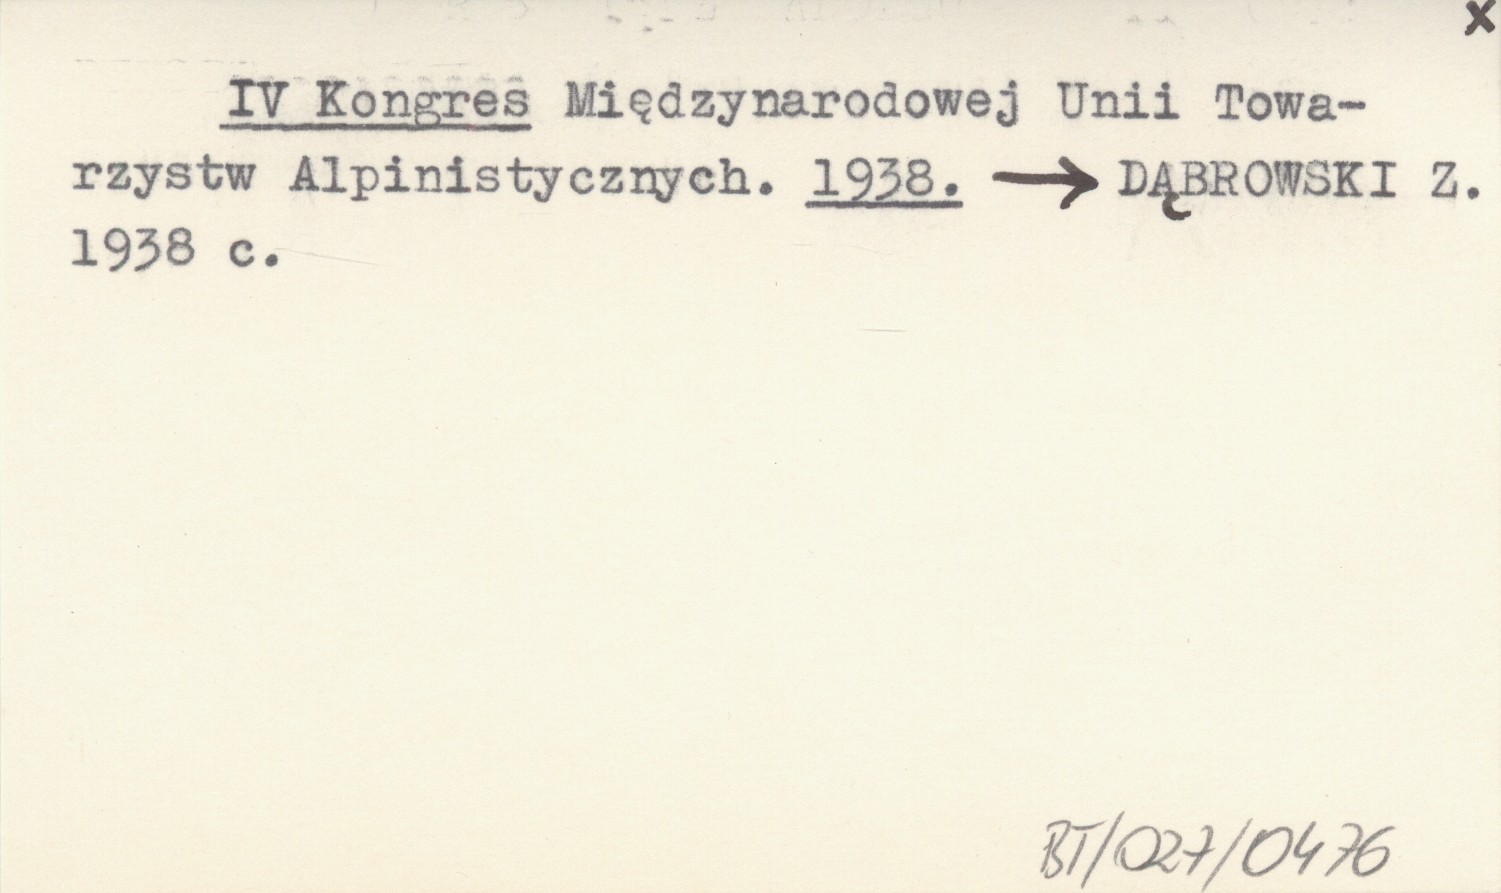 x
IV Kongres Międzynarodowej Unii Towa-
rzystw Alpinistycznych. 1938. → DĄBROWSKI Z.
1938 c.
BT/027/0476